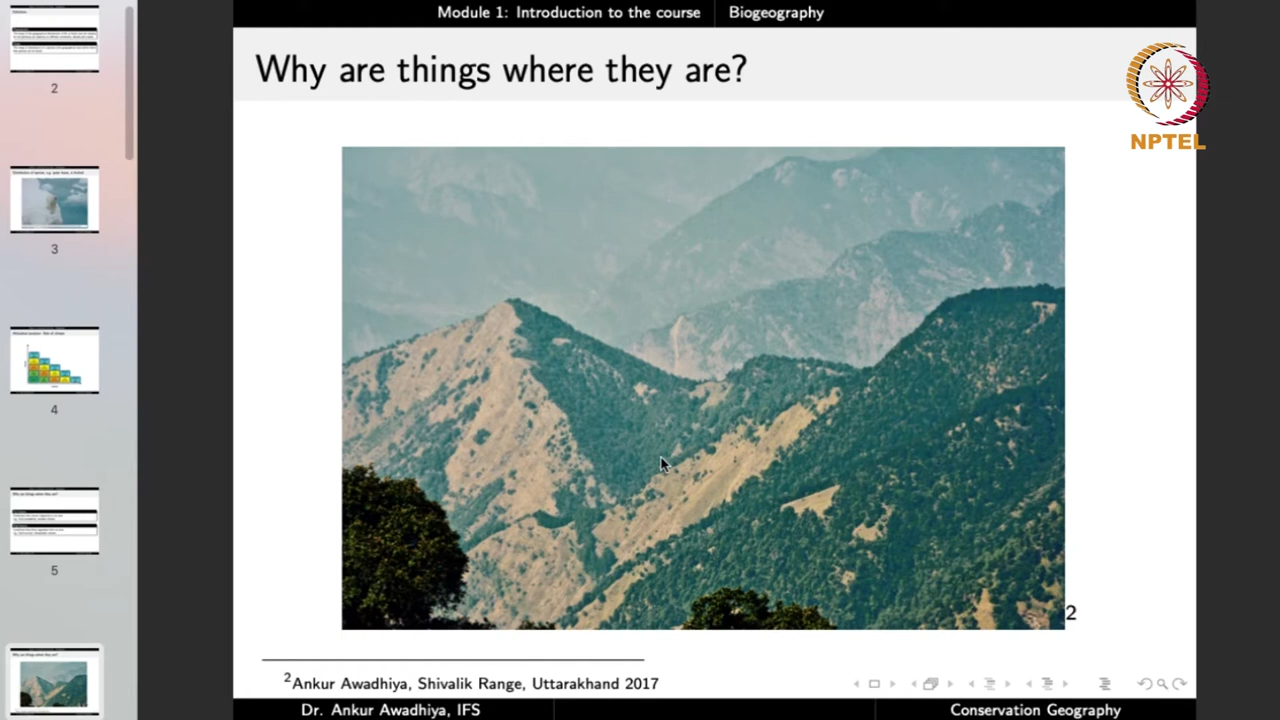 Module 1: Introduction to the course Biogeography
Why are things where they are?
NPTEL
2
3
4
5
2
2Ankur Awadhiya, Shivalik Range, Uttarakhand 2017
Dr. Ankur Awadhiya, IFS Conservation Geography